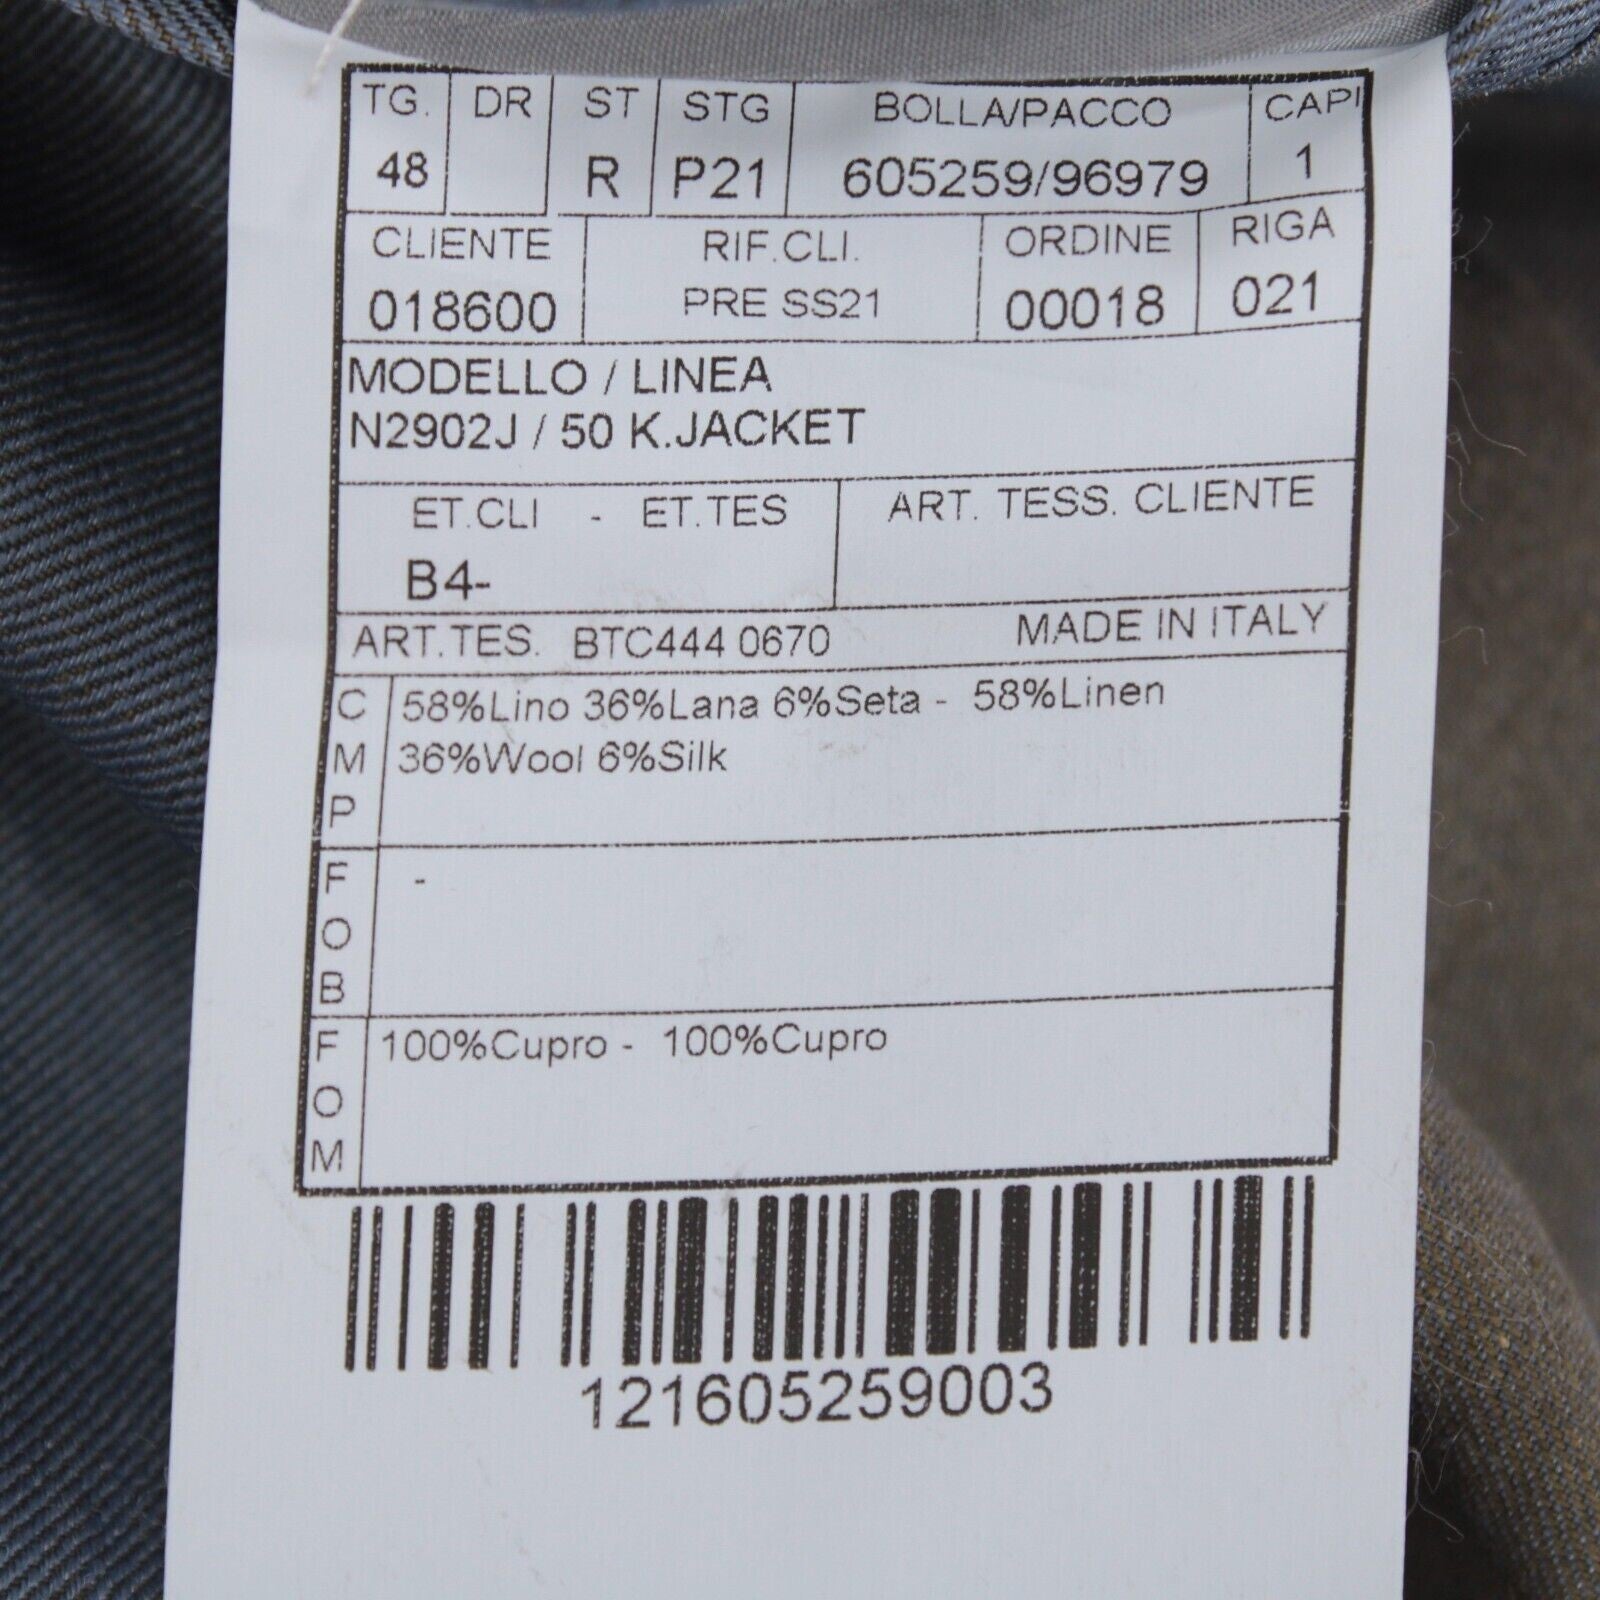 TG. DR ST STG BOLLA/PACCO CAPI
48 R P21 605259/96979 1
CLIENTE RIF.CLI. ORDINE RIGA
018600 PRE SS21 00018 021
MODELLO / LINEA
N2902J / 50 K.JACKET
ET.CLI - ET.TES ART. TESS. CLIENTE
B4-
ART.TES. BTC444 0670 MADE IN ITALY
C 58%Lino 36%Lana 6%Seta - 58%Linen
M 36%Wool 6%Silk
P
F -
O
B
F 100%Cupro - 100%Cupro
O
M
121605259003